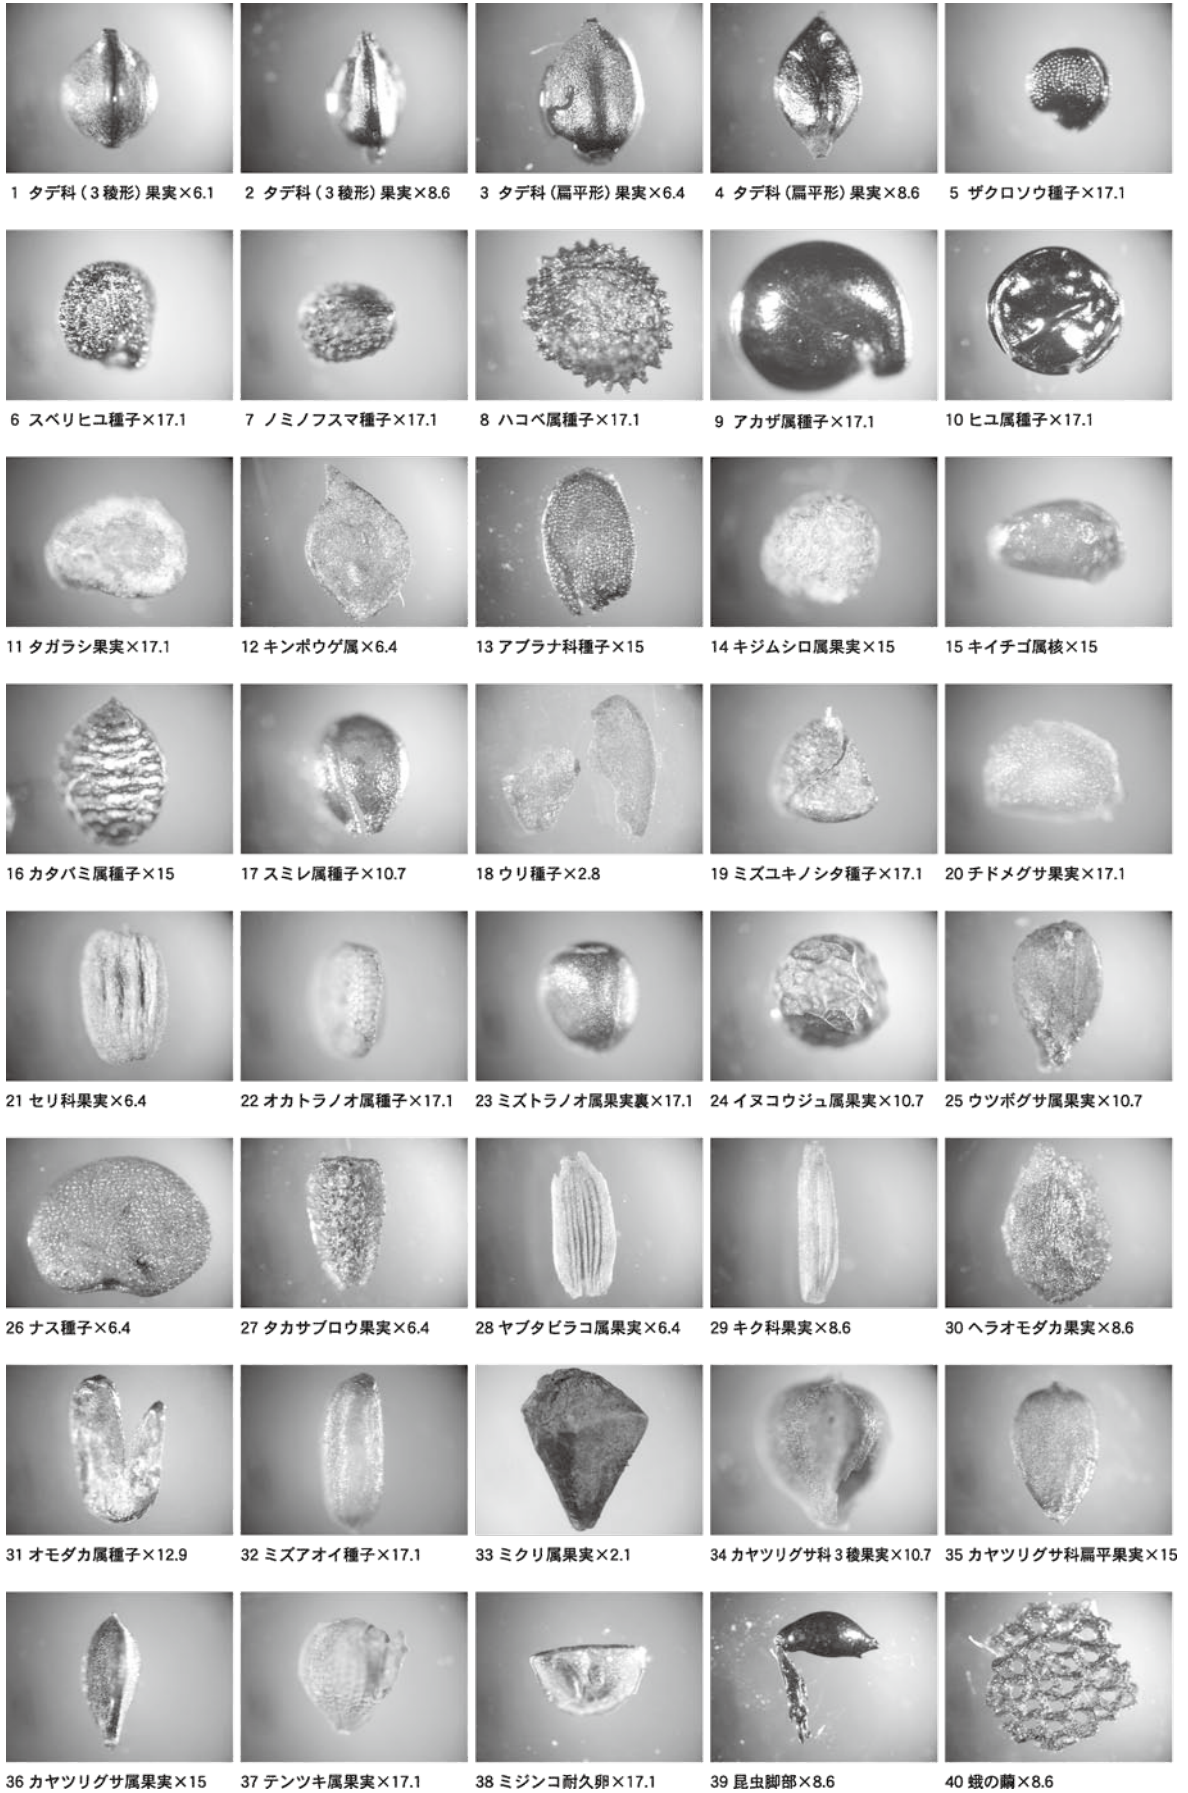 1 タデ科（３稜形）果実×6.1
2 タデ科（３稜形）果実×8.6
3 タデ科（扁平形）果実×6.4
4 タデ科（扁平形）果実×8.6
5 ザクロソウ種子×17.1
6 スベリヒユ種子×17.1
7 ノミノフスマ種子×17.1
8 ハコベ属種子×17.1
9 アカザ属種子×17.1
10 ヒユ属種子×17.1
11 タガラシ果実×17.1
12 キンポウゲ属×6.4
13 アブラナ科種子×15
14 キジムシロ属果実×15
15 キイチゴ属核×15
16 カタバミ属種子×15
17 スミレ属種子×10.7
18 ウリ種子×2.8
19 ミズユキノシタ種子×17.1
20 チドメグサ果実×17.1
21 セリ科果実×6.4
22 オカトラノオ属種子×17.1
23 ミズトラノオ属果実裏×17.1
24 イヌコウジュ属果実×10.7
25 ウツボグサ属果実×10.7
26 ナス種子×6.4
27 タカサブロウ果実×6.4
28 ヤブタビラコ属果実×6.4
29 キク科果実×8.6
30 ヘラオモダカ果実×8.6
31 オモダカ属種子×12.9
32 ミズアオイ種子×17.1
33 ミクリ属果実×2.1
34 カヤツリグサ科３稜果実×10.7
35 カヤツリグサ科扁平果実×15
36 カヤツリグサ属果実×15
37 テンツキ属果実×17.1
38 ミジンコ耐久卵×17.1
39 昆虫脚部×8.6
40 蛾の繭×8.6